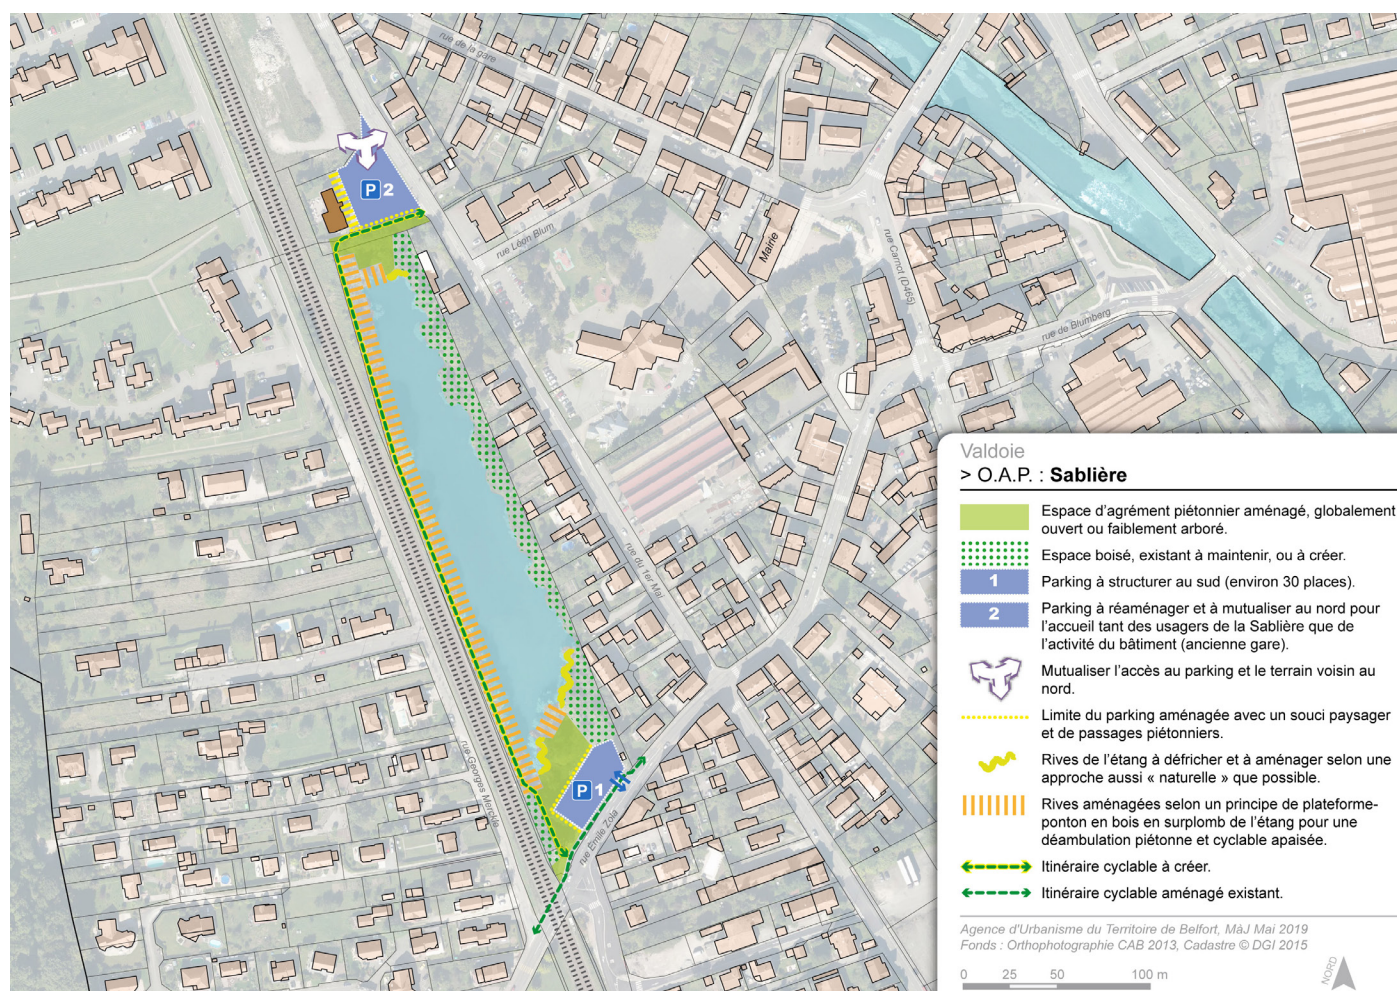 rue de la gare
P 2
rue Léon Blum
Mairie
rue Carnot (D465)
rue de Blumberg
rue du 1er Mai
rue Georges
P 1
rue Emile Zola
Valdoie
> O.A.P. : Sablière
Espace d'agrément piétonnier aménagé, globalement
ouvert ou faiblement arboré.
Espace boisé, existant à maintenir, ou à créer.
1 Parking à structurer au sud (environ 30 places).
2 Parking à réaménager et à mutualiser au nord pour
l'accueil tant des usagers de la Sablière que de
l'activité du bâtiment (ancienne gare).
Mutualiser l'accès au parking et le terrain voisin au
nord.
Limite du parking aménagée avec un souci paysager
et de passages piétonniers.
Rives de l'étang à défricher et à aménager selon une
approche aussi « naturelle » que possible.
Rives aménagées selon un principe de plateforme-
ponton en bois en surplomb de l'étang pour une
déambulation piétonne et cyclable apaisée.
Itinéraire cyclable à créer.
Itinéraire cyclable aménagé existant.
Agence d'Urbanisme du Territoire de Belfort, MàJ Mai 2019
Fonds : Orthophotographie CAB 2013, Cadastre © DGI 2015
0 25 50 100 m
NORD